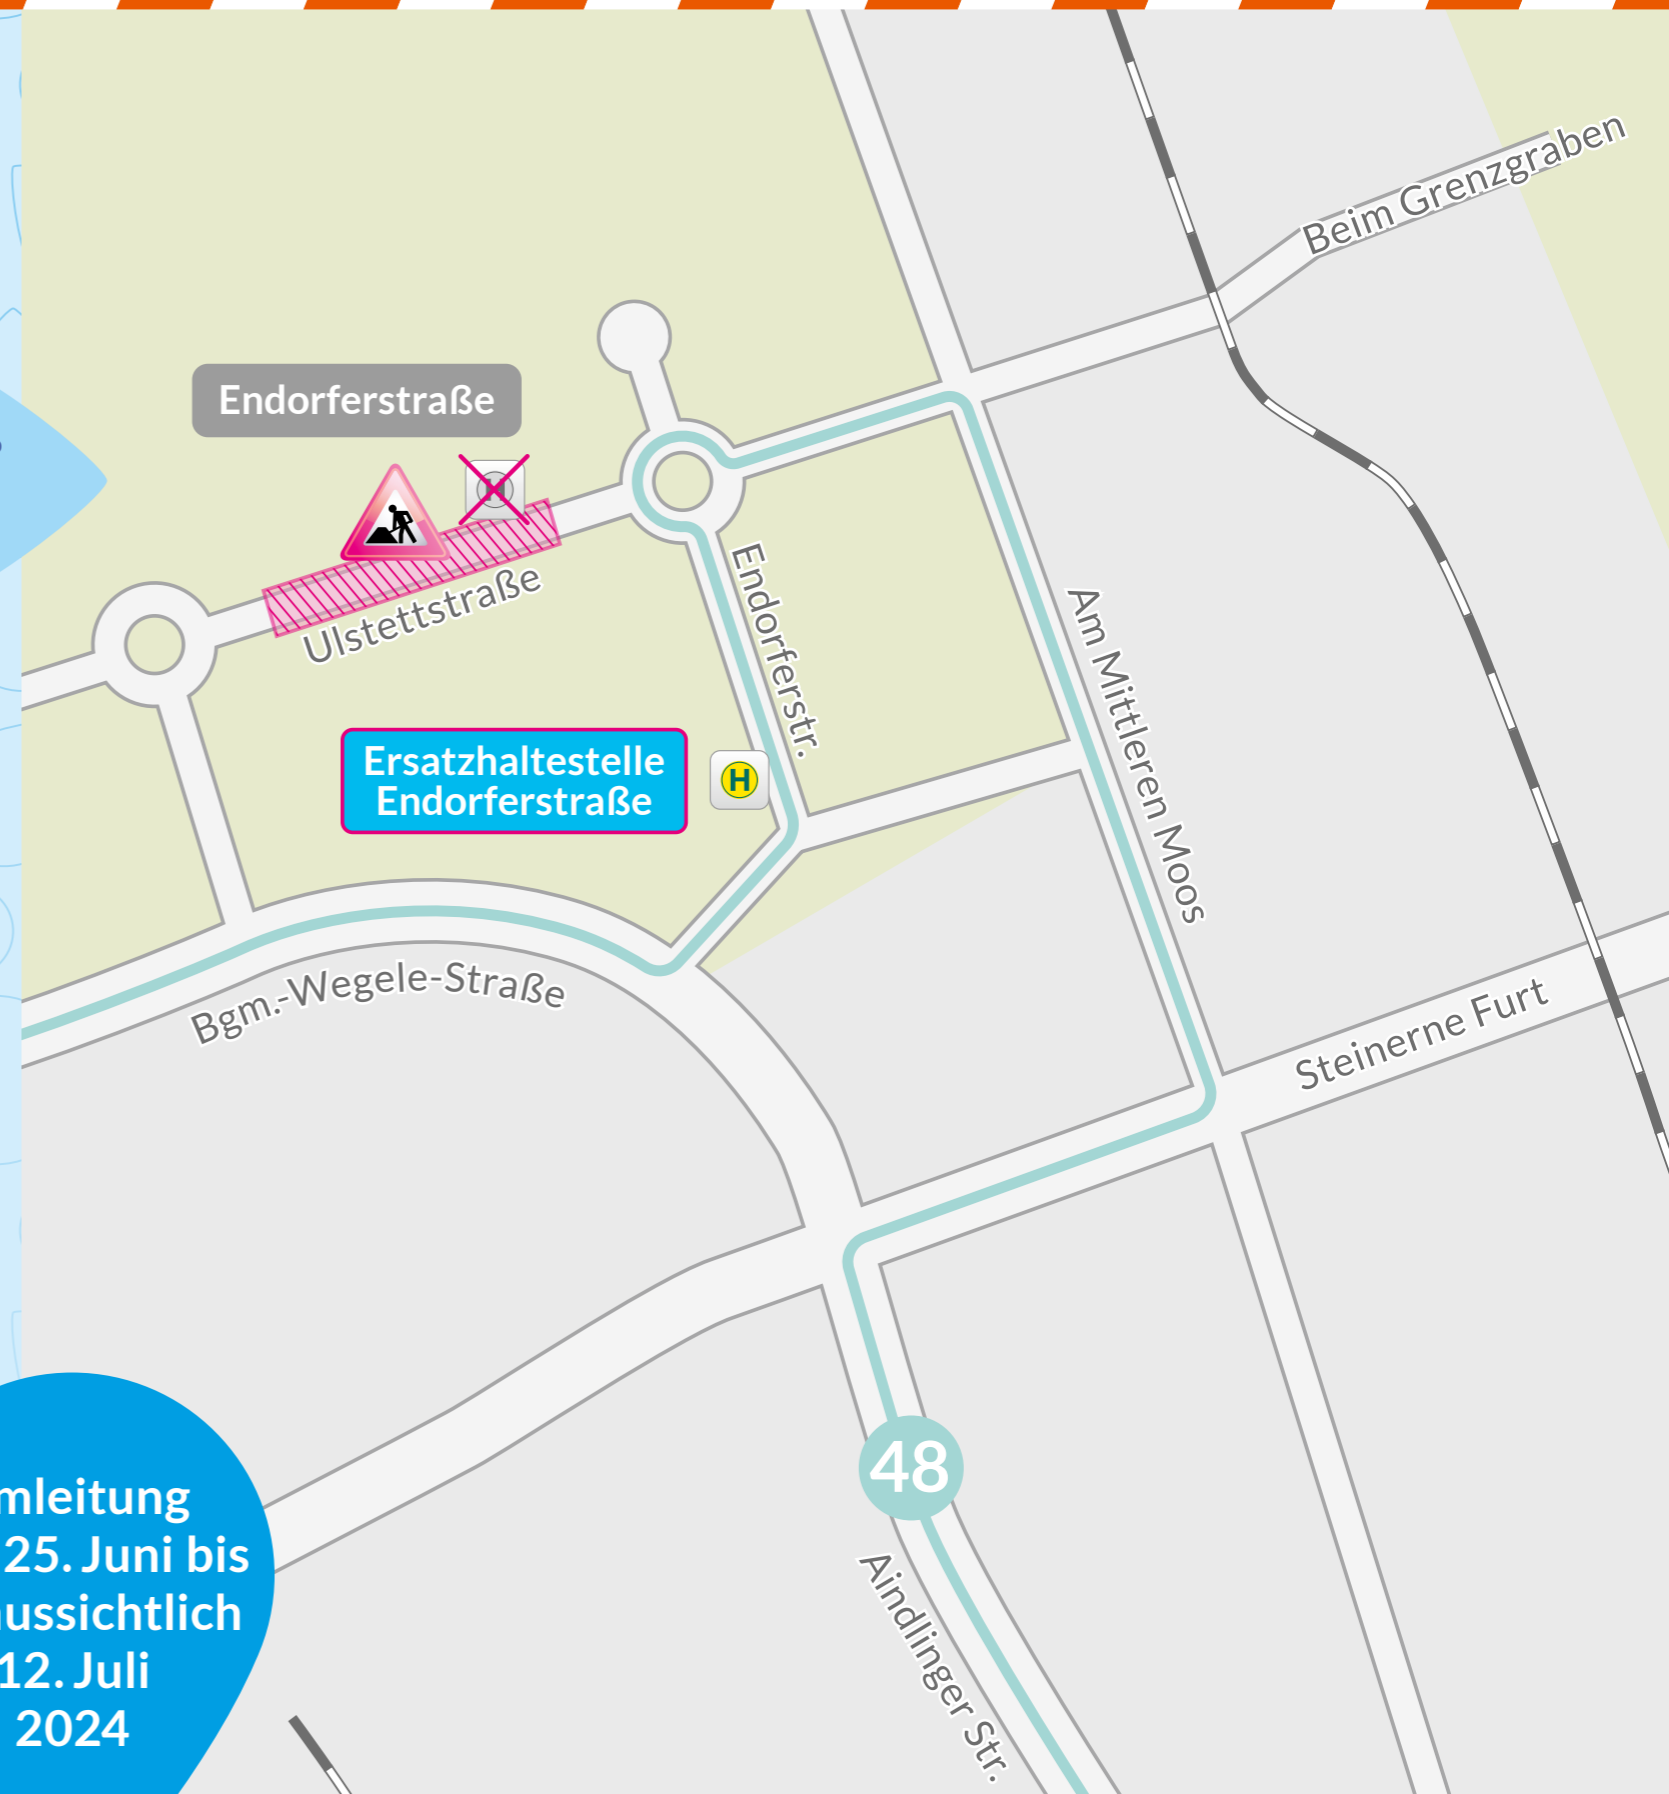 Beim Grenzgraben
Endorferstraße
H
Ulstettstraße
Endorferstr.
Am Mittleren Moos
Ersatzhaltestelle
Endorferstraße
H
Bgm.-Wegele-Straße
Steinerne Furt
48
mleitung
25. Juni bis
ussichtlich
12. Juli
2024
Aindlinger Str.